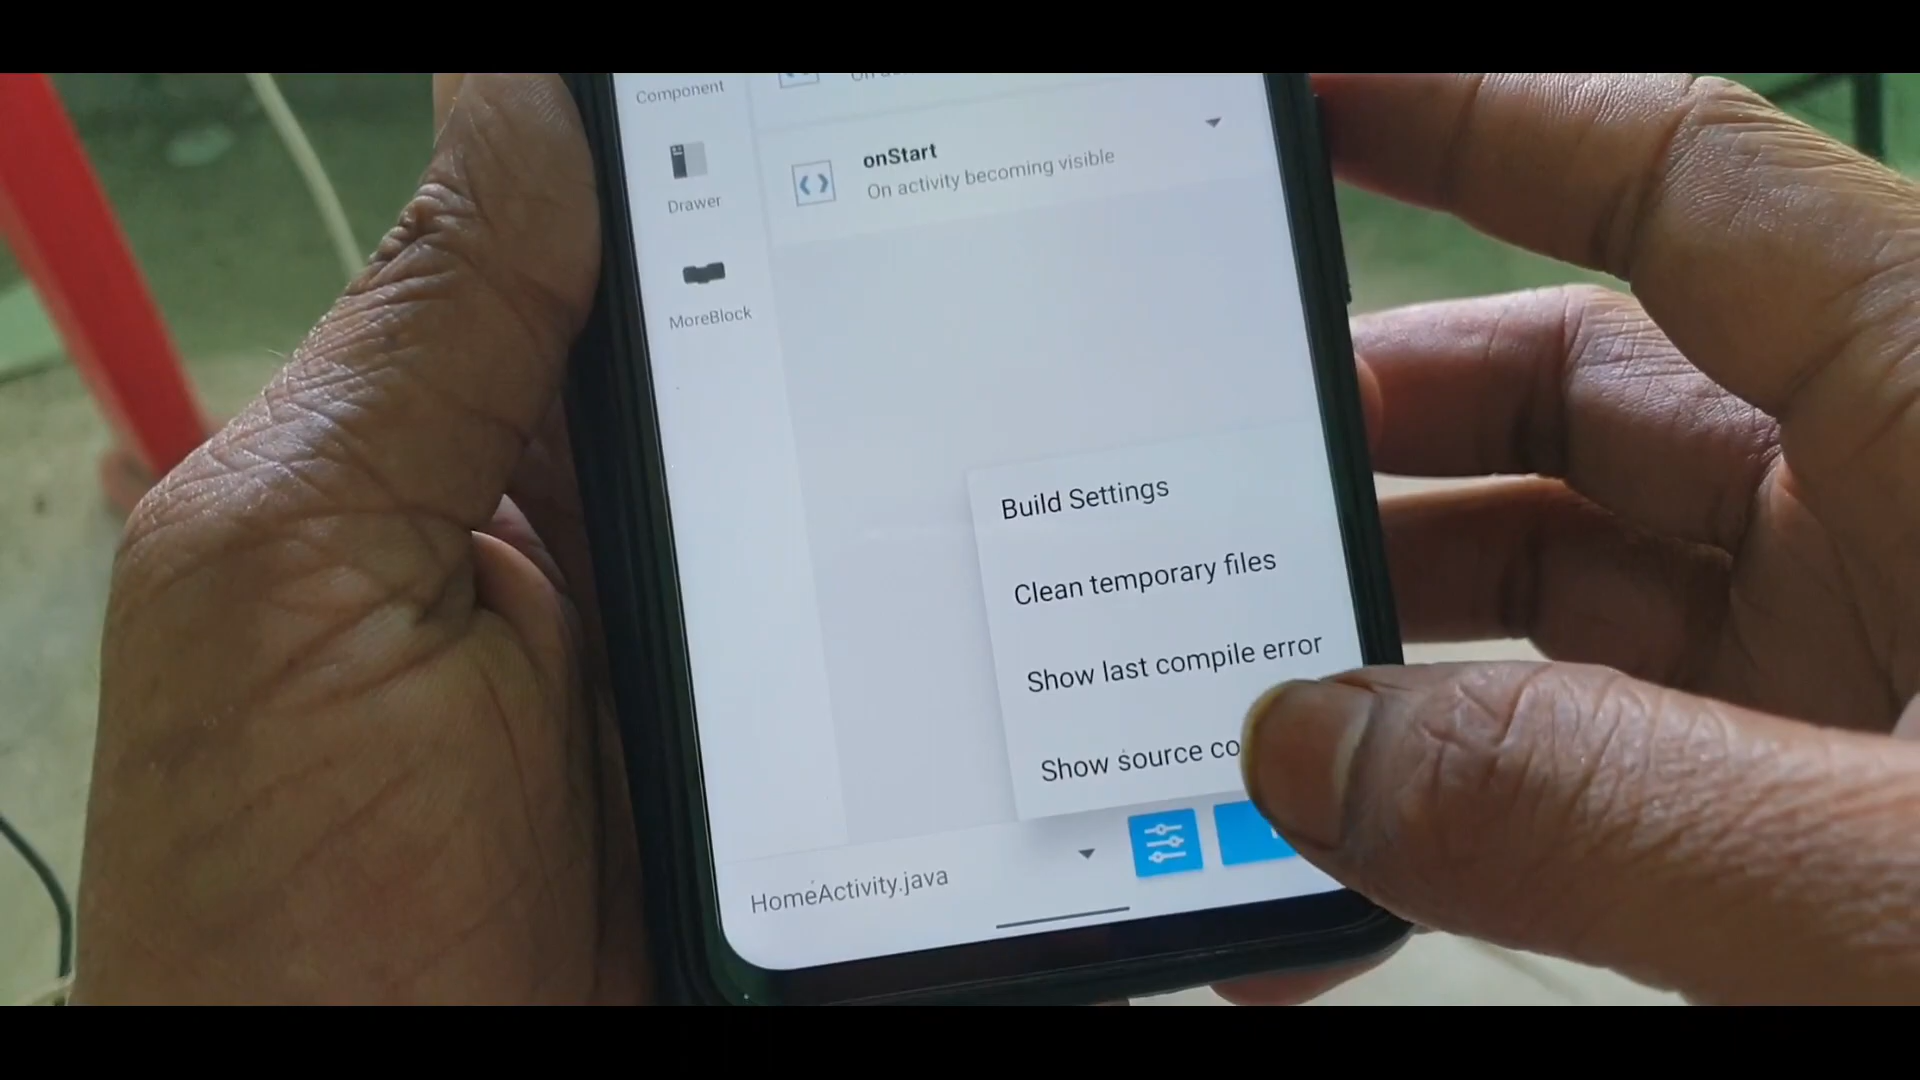 Component
onStart
On activity becoming visible
Drawer
MoreBlock
Build Settings
Clean temporary files
Show last compile error
Show source
HomeActivity.java